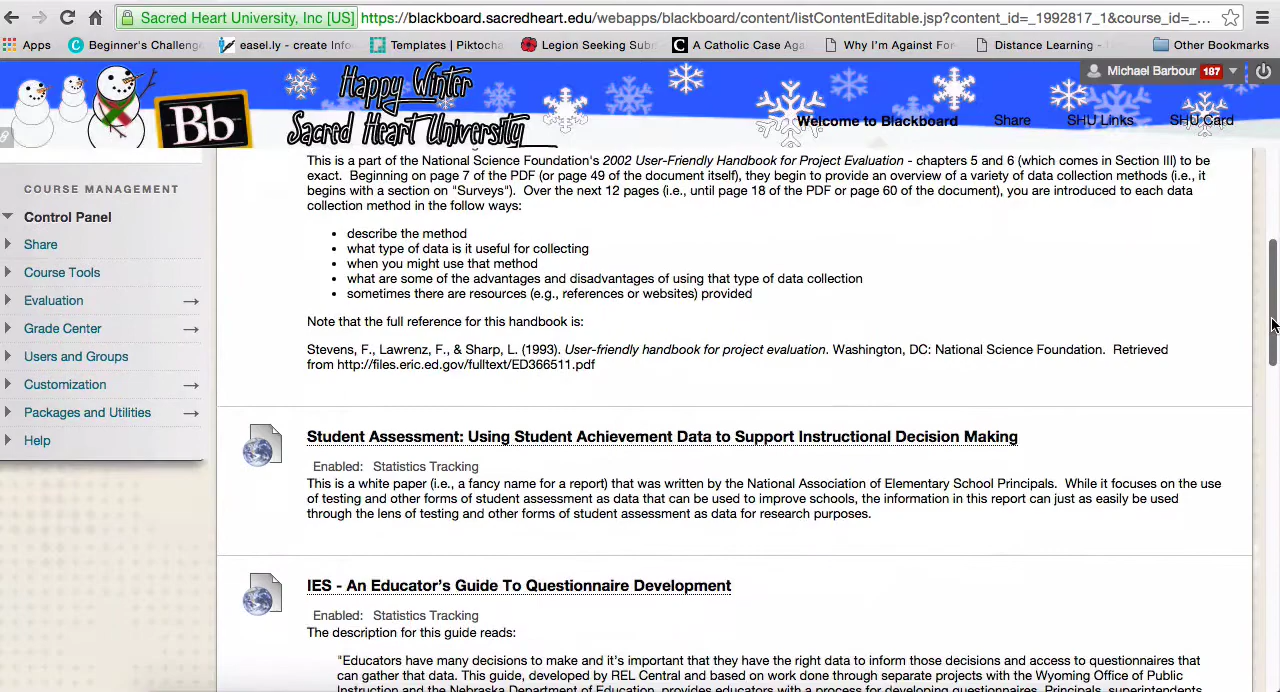 Sacred Heart University, Inc [US] https://blackboard.sacredheart.edu/webapps/blackboard/content/listContentEditable.jsp?content_id=_1992817_1&course_id=_...
Apps Beginner's Challenge easel.ly - create Info Templates | Piktocha Legion Seeking Sub A Catholic Case Aga Why I'm Against For Distance Learning - Other Bookmarks
Michael Barbour 187
Happy Winter
Sacred Heart University
Bb
Welcome to Blackboard Share SHU Links SHU Card
COURSE MANAGEMENT
Control Panel
Share
Course Tools
Evaluation
Grade Center
Users and Groups
Customization
Packages and Utilities
Help
This is a part of the National Science Foundation's 2002 User-Friendly Handbook for Project Evaluation - chapters 5 and 6 (which comes in Section III) to be
exact. Beginning on page 7 of the PDF (or page 49 of the document itself), they begin to provide an overview of a variety of data collection methods (i.e., it
begins with a section on "Surveys"). Over the next 12 pages (i.e., until page 18 of the PDF or page 60 of the document), you are introduced to each data
collection method in the follow ways:
• describe the method
• what type of data is it useful for collecting
• when you might use that method
• what are some of the advantages and disadvantages of using that type of data collection
• sometimes there are resources (e.g., references or websites) provided
Note that the full reference for this handbook is:
Stevens, F., Lawrenz, F., & Sharp, L. (1993). User-friendly handbook for project evaluation. Washington, DC: National Science Foundation. Retrieved
from http://files.eric.ed.gov/fulltext/ED366511.pdf
Student Assessment: Using Student Achievement Data to Support Instructional Decision Making
Enabled: Statistics Tracking
This is a white paper (i.e., a fancy name for a report) that was written by the National Association of Elementary School Principals. While it focuses on the use
of testing and other forms of student assessment as data that can be used to improve schools, the information in this report can just as easily be used
through the lens of testing and other forms of student assessment as data for research purposes.
IES - An Educator's Guide To Questionnaire Development
Enabled: Statistics Tracking
The description for this guide reads:
"Educators have many decisions to make and it's important that they have the right data to inform those decisions and access to questionnaires that
can gather that data. This guide, developed by REL Central and based on work done through separate projects with the Wyoming Office of Public
Instruction and the Nebraska Department of Education, provides educators with a process for developing questionnaires. Principals, superintendents,